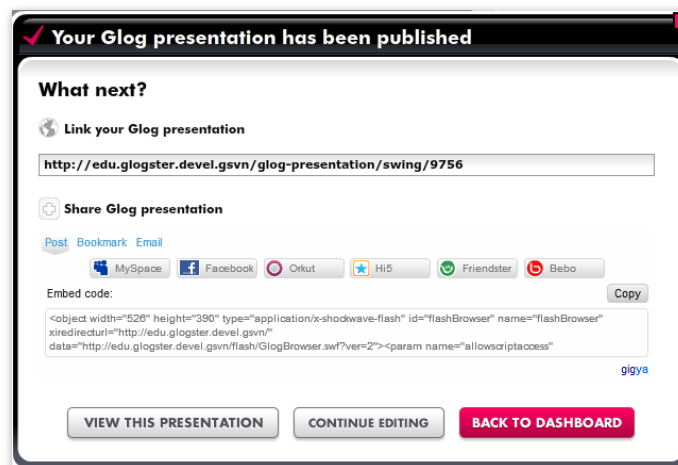 Your Glog presentation has been published
What next?
Link your Glog presentation
http://edu.glogster.devel.gsvn/glog-presentation/swing/9756
Share Glog presentation
Post Bookmark Email
MySpace Facebook Orkut Hi5 Friendster Bebo
Embed code:
Copy
<object width="526" height="390" type="application/x-shockwave-flash" id="flashBrowser" name="flashBrowser"
xiredirecturl="http://edu.glogster.devel.gsvn/"
data="http://edu.glogster.devel.gsvn/flash/GlogBrowser.swf?ver=2"><param name="allowscriptaccess"
gigya
VIEW THIS PRESENTATION CONTINUE EDITING BACK TO DASHBOARD